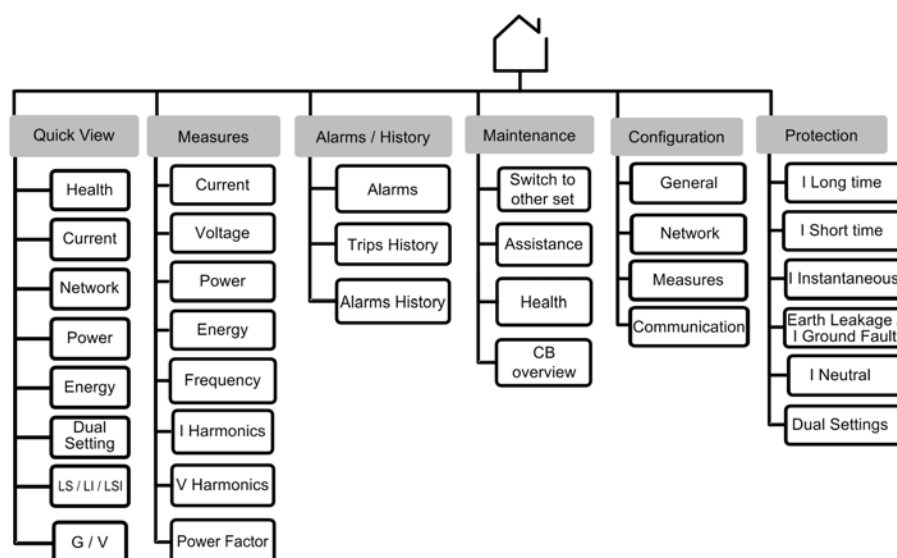 Quick View
Health
Current
Network
Power
Energy
Dual
Setting
LS / LI / LSI
G / V
Measures
Current
Voltage
Power
Energy
Frequency
I Harmonics
V Harmonics
Power Factor
Alarms / History
Alarms
Trips History
Alarms History
Maintenance
Switch to
other set
Assistance
Health
CB
overview
Configuration
General
Network
Measures
Communication
Protection
I Long time
I Short time
I Instantaneous
Earth Leakage /
I Ground Fault
I Neutral
Dual Settings